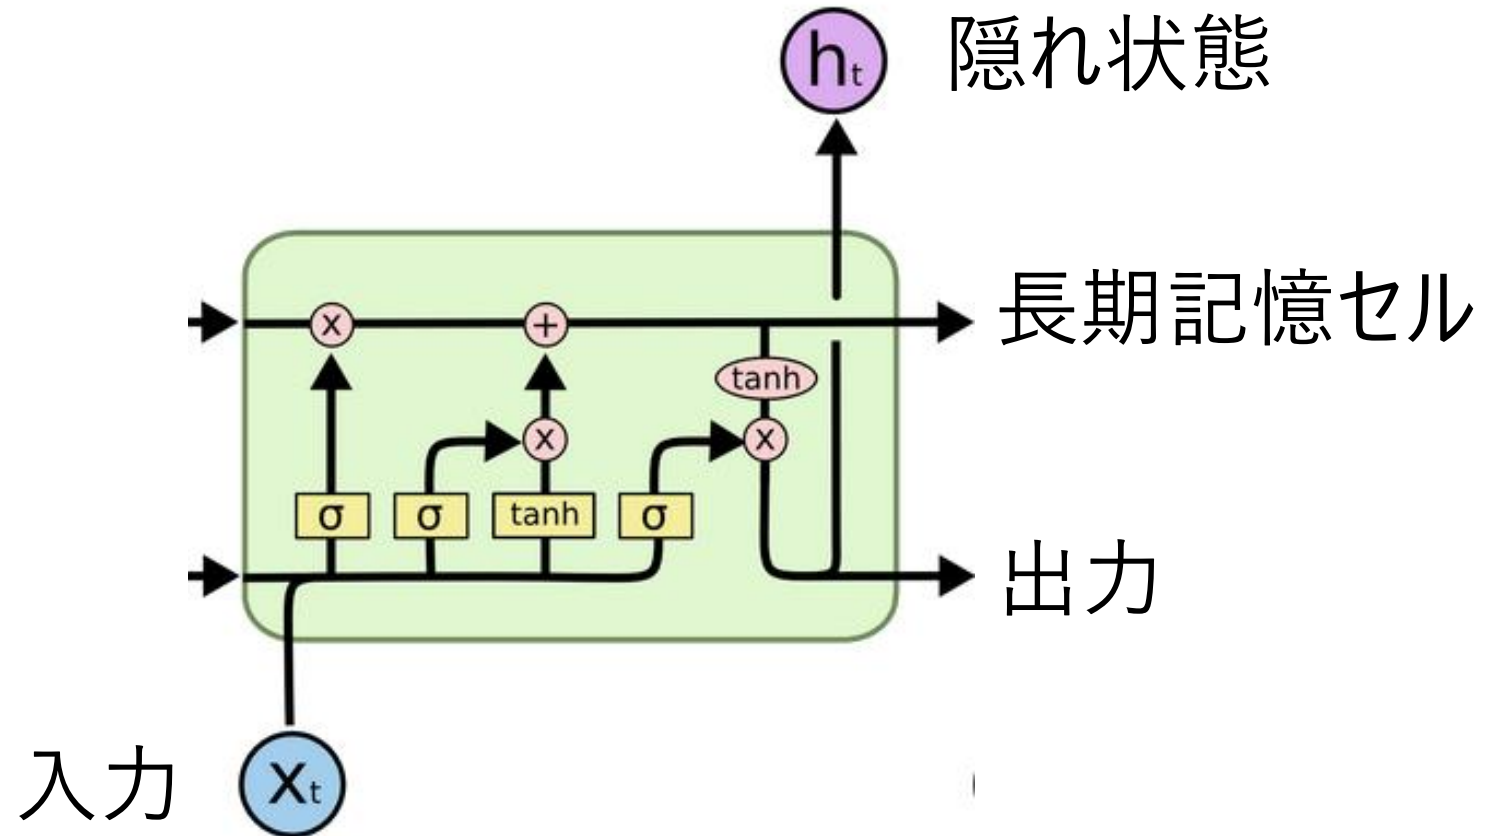 ht 隠れ状態
長期記憶セル
x + tanh
x x
σ σ tanh σ
出力
入力 Xt